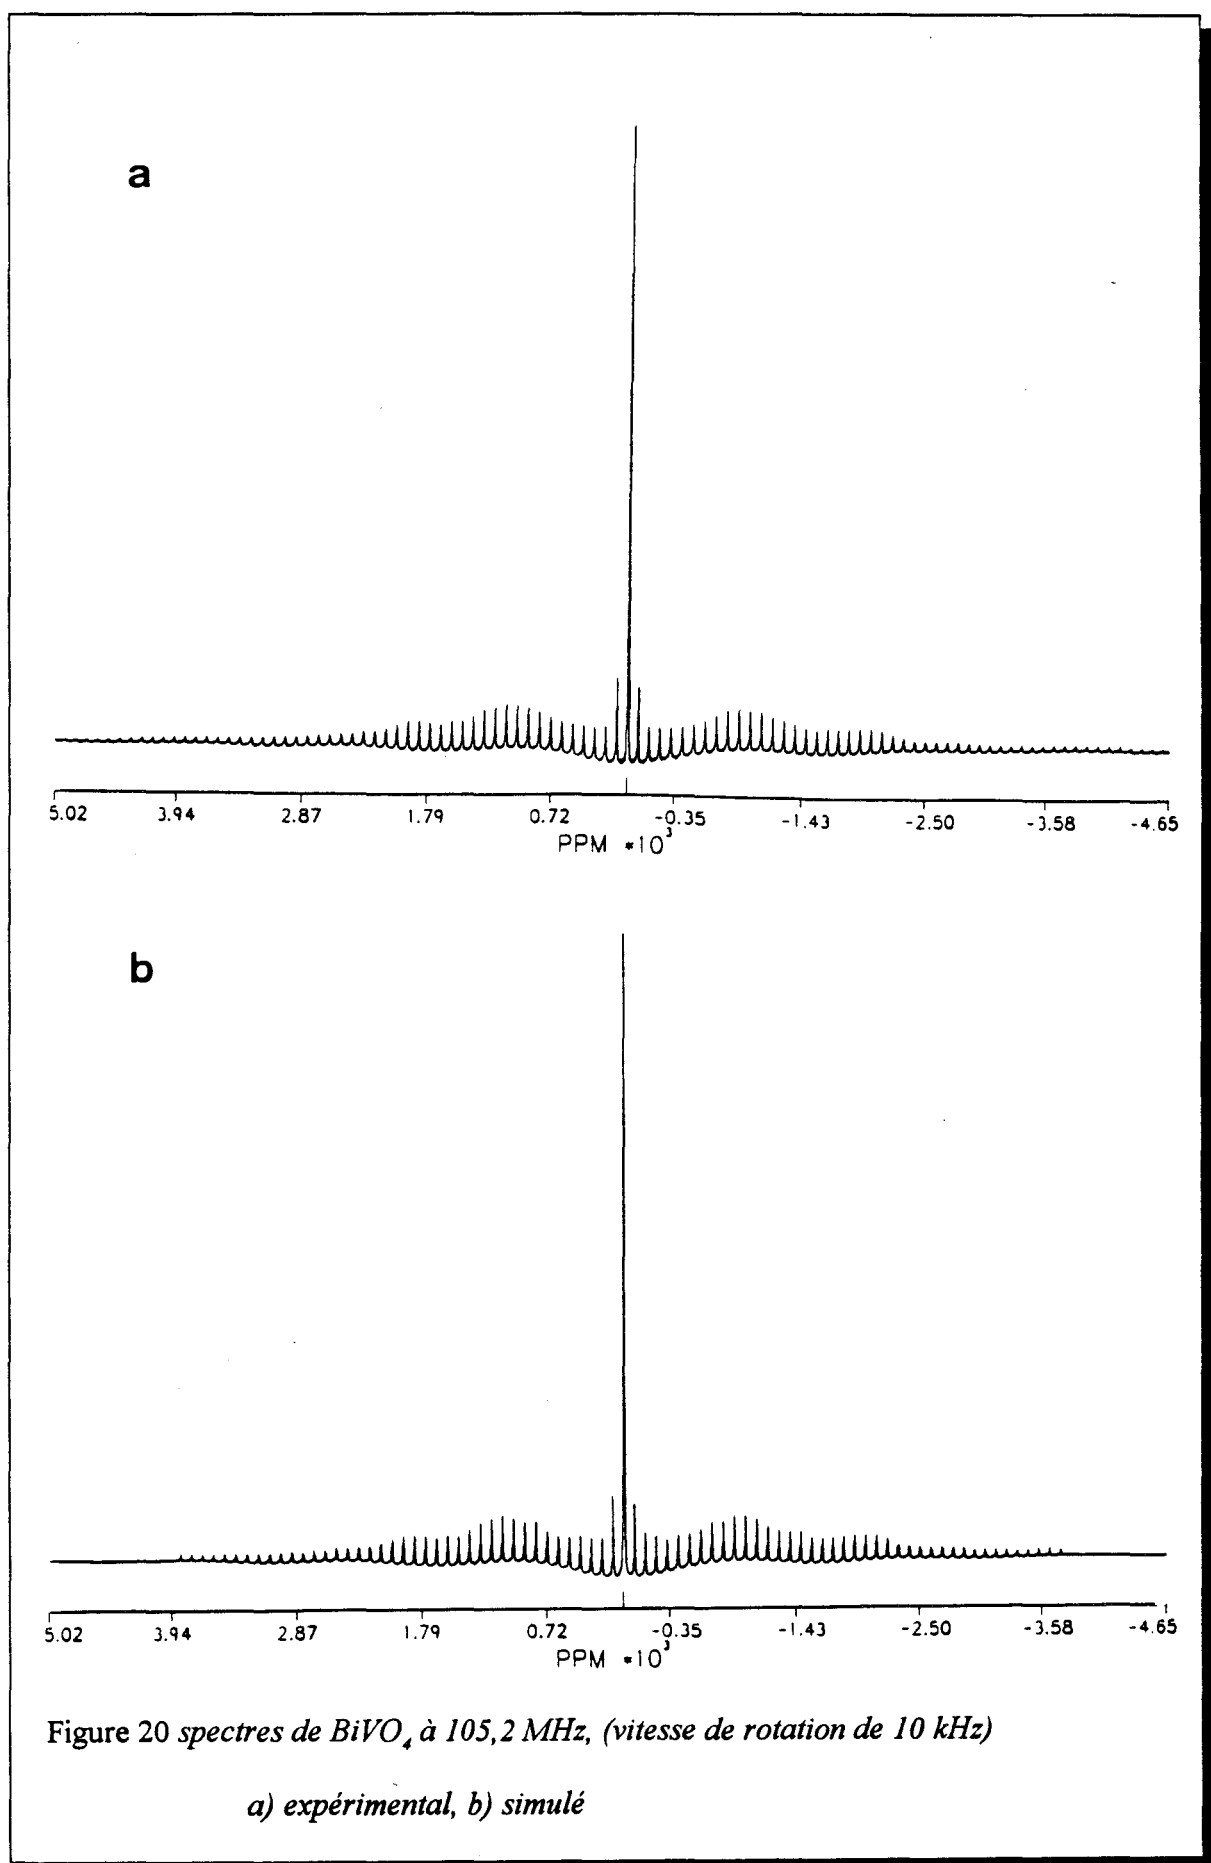 a
5.02 3.94 2.87 1.79 0.72 -0.35 -1.43 -2.50 -3.58 -4.65
PPM *10³
b
5.02 3.94 2.87 1.79 0.72 -0.35 -1.43 -2.50 -3.58 -4.65
PPM *10³
Figure 20 spectres de BiVO₄ à 105,2 MHz, (vitesse de rotation de 10 kHz)
a) expérimental, b) simulé